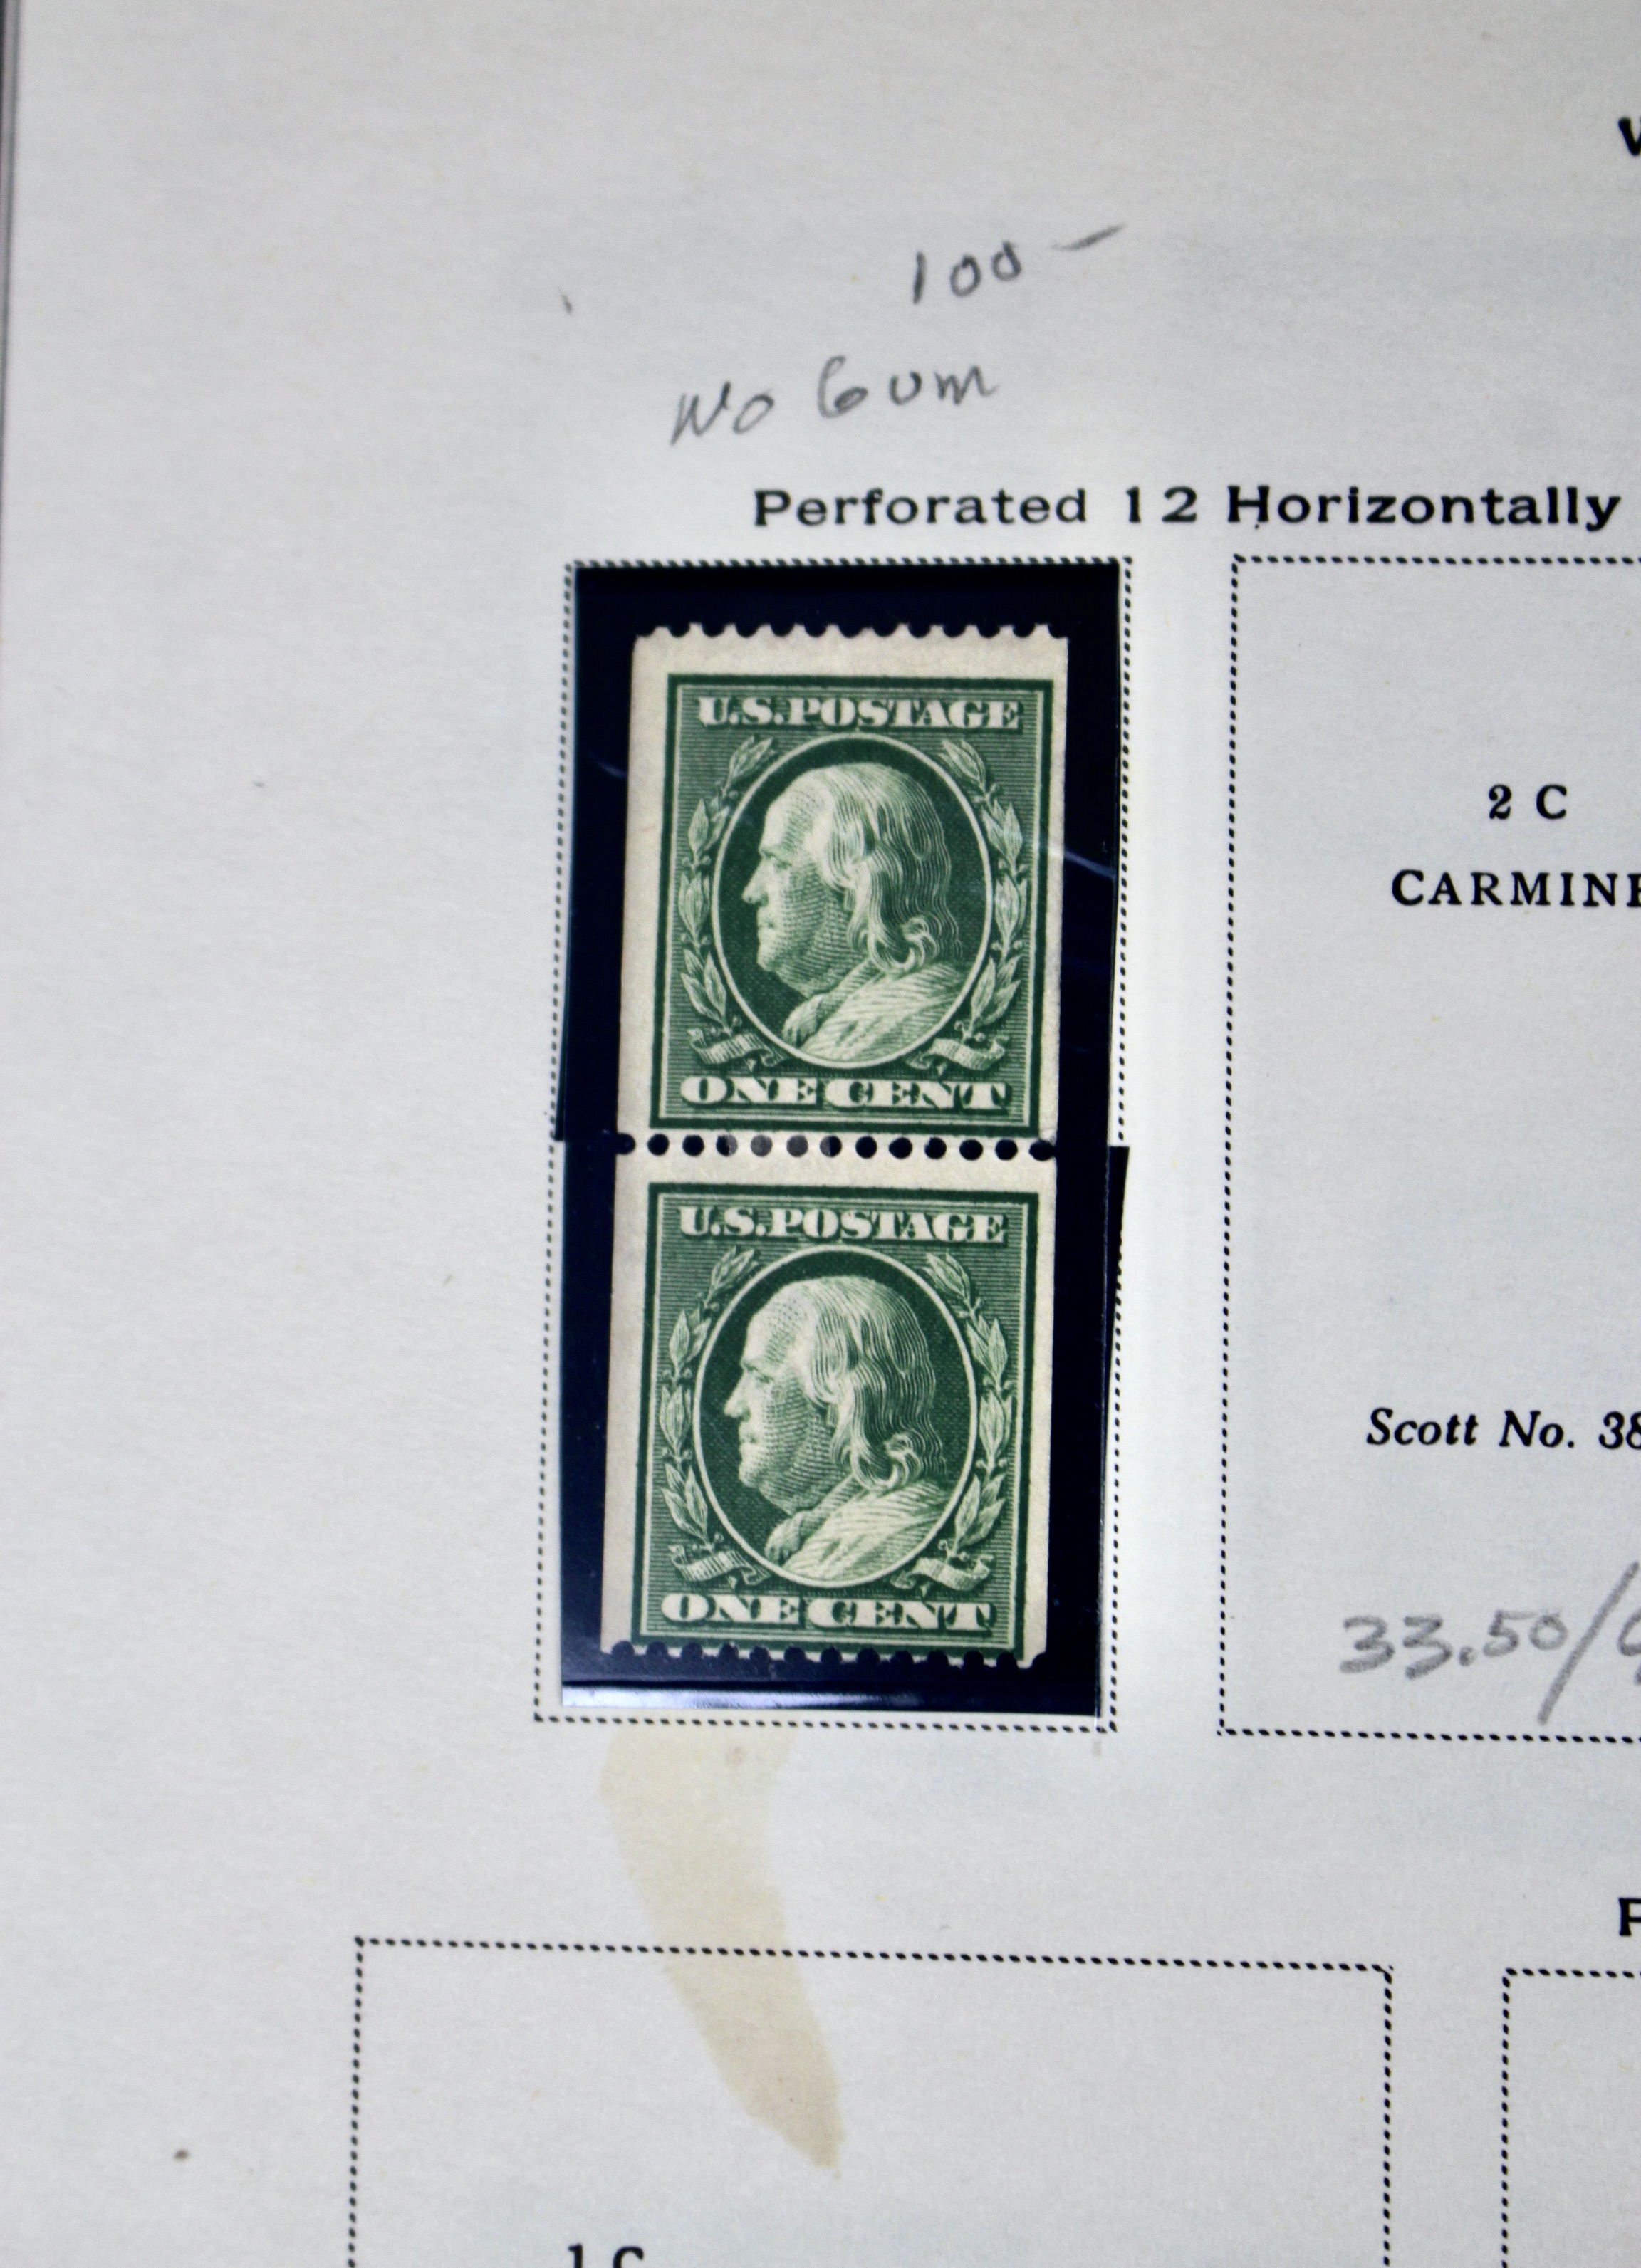 100 –
No Gum
Perforated 12 Horizontally
U.S. POSTAGE
ONE CENT
U.S. POSTAGE
ONE CENT
2 C
CARMINE
Scott No. 38
33.50/
1 C